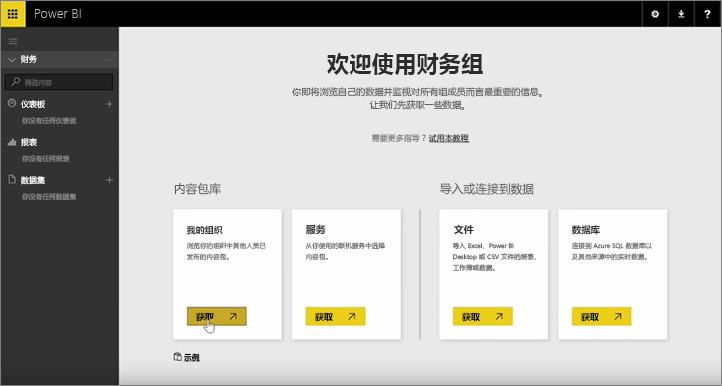 Power BI
?
财务
筛选内容
仪表板
你没有任何仪表板
报表
你没有任何报表
数据集
你没有任何数据集
欢迎使用财务组
你即将浏览自己的数据并监视对所有组成员而言最重要的信息。
让我们先获取一些数据。
需要更多指导？试用本教程
内容包库
导入或连接到数据
我的组织
浏览你的组织中其他人员已
发布的内容包。
获取
服务
从你使用的联机服务中选择
内容包。
获取
文件
导入 Excel、Power BI
Desktop 或 CSV 文件的报表、
工作簿或数据。
获取
数据库
连接到 Azure SQL 数据库以
及其他来源中的实时数据。
获取
示例